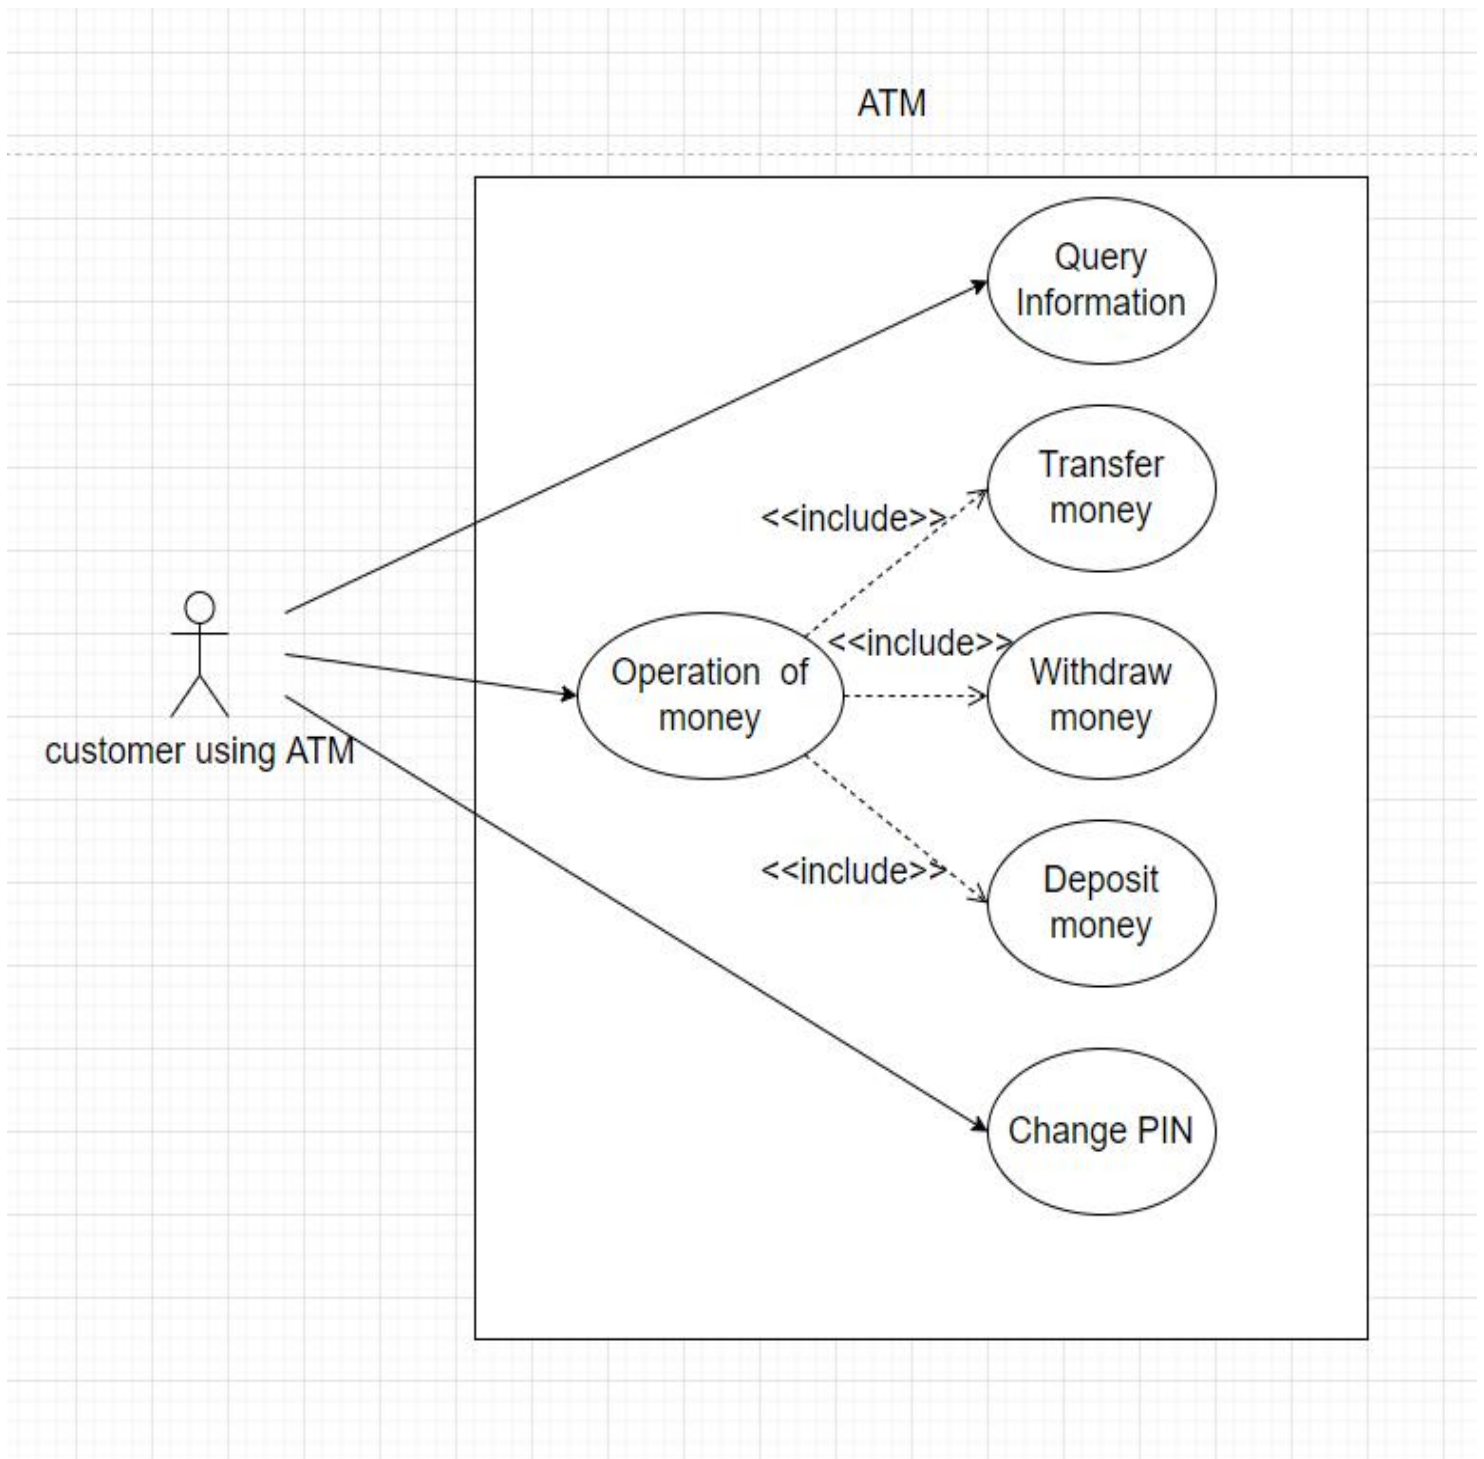 ATM
Query
Information
Transfer
money
<<include>>
<<include>>
Operation  of
money
Withdraw
money
customer using ATM
<<include>>
Deposit
money
Change PIN